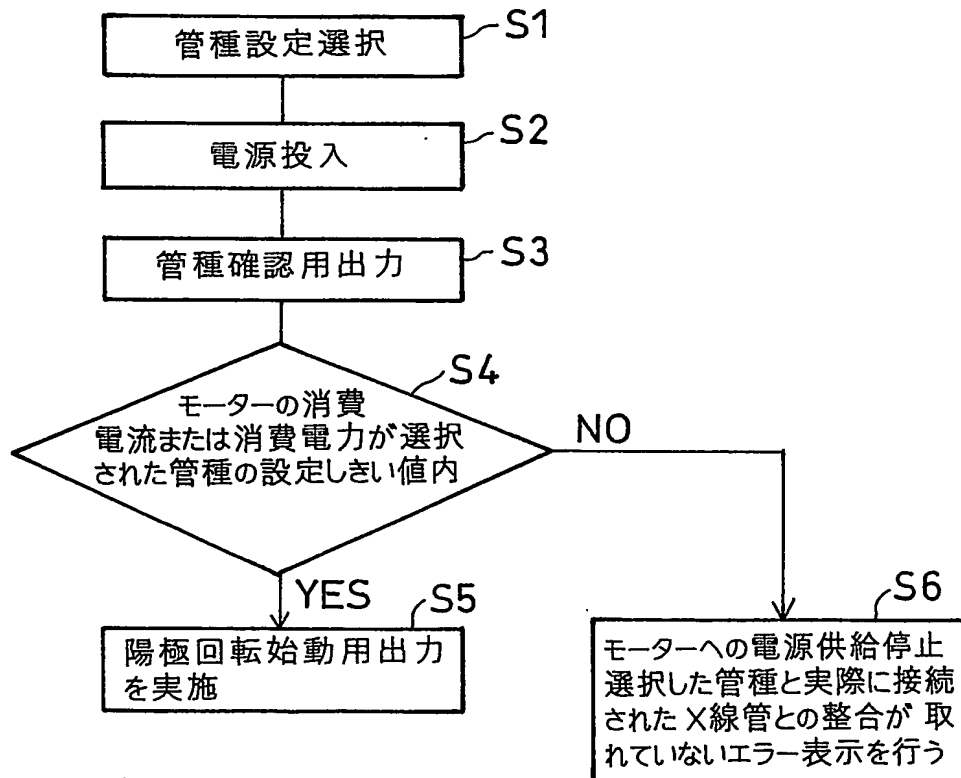 管種設定選択
S1
電源投入
S2
管種確認用出力
S3
S4
モーターの消費
電流または消費電力が選択
された管種の設定しきい値内
NO
YES
S5
陽極回転始動用出力
を実施
S6
モーターへの電源供給停止
選択した管種と実際に接続
されたX線管との整合が取
れていないエラー表示を行う